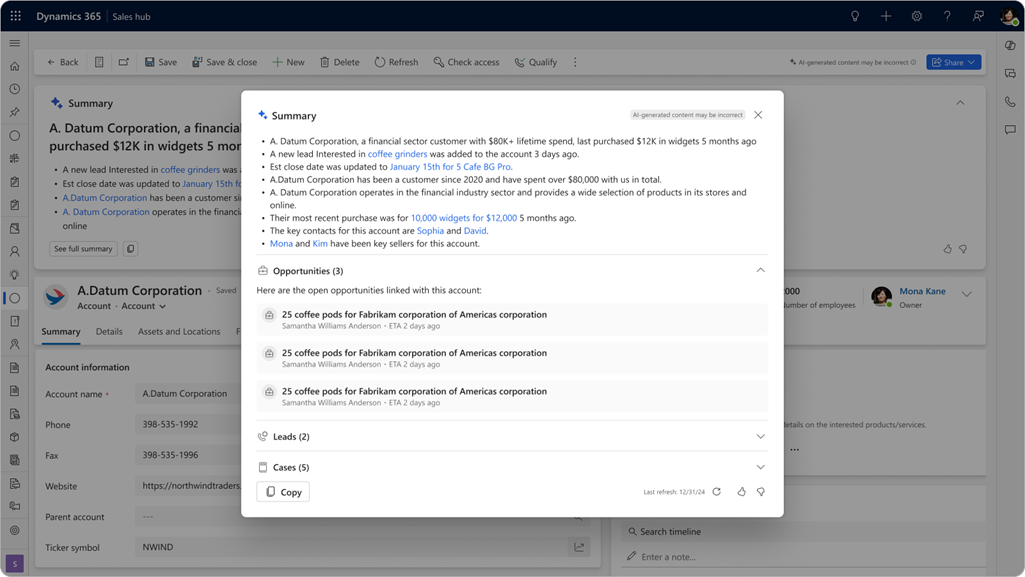 Dynamics 365 Sales hub
Back Save Save & close New Delete Refresh Check access Qualify AI-generated content may be incorrect Share
Summary
A. Datum Corporation, a financial
purchased $12K in widgets 5 mon
A new lead Interested in coffee grinders was
Est close date was updated to January 15th fo
A.Datum Corporation has been a customer si
A. Datum Corporation operates in the financial
online
See full summary
Summary AI-generated content may be incorrect
• A. Datum Corporation, a financial sector customer with $80K+ lifetime spend, last purchased $12K in widgets 5 months ago
• A new lead Interested in coffee grinders was added to the account 3 days ago.
• Est close date was updated to January 15th for 5 Cafe BG Pro.
• A.Datum Corporation has been a customer since 2020 and have spent over $80,000 with us in total.
• A. Datum Corporation operates in the financial industry sector and provides a wide selection of products in its stores and
online.
• Their most recent purchase was for 10,000 widgets for $12,000 5 months ago.
• The key contacts for this account are Sophia and David.
• Mona and Kim have been key sellers for this account.
Opportunities (3)
Here are the open opportunities linked with this account:
25 coffee pods for Fabrikam corporation of Americas corporation
Samantha Williams Anderson • ETA 2 days ago
25 coffee pods for Fabrikam corporation of Americas corporation
Samantha Williams Anderson • ETA 2 days ago
25 coffee pods for Fabrikam corporation of Americas corporation
Samantha Williams Anderson • ETA 2 days ago
Leads (2)
Cases (5)
Copy Last refresh: 12/31/24
A.Datum Corporation • Saved
Account • Account
000 Mona Kane
umber of employees Owner
Summary Details Assets and Locations F
Account information
Account name * A.Datum Corporation
Phone 398-535-1992
Fax 398-535-1996
Website https://northwindtraders.
Parent account ---
Ticker symbol NWIND
details on the interested products/services.
Search timeline
Enter a note...
S